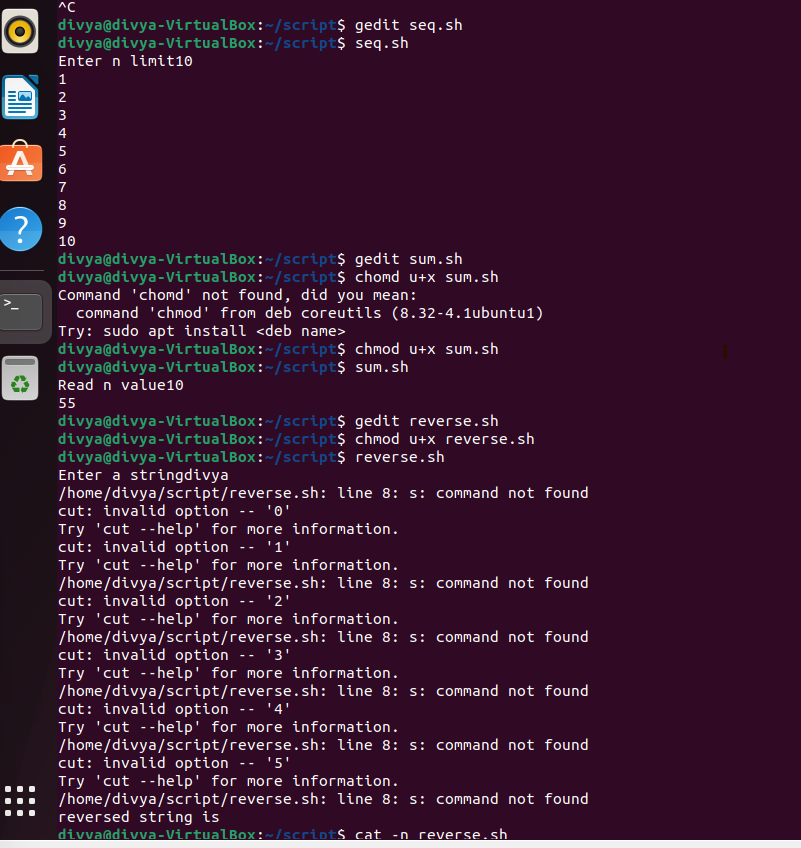 ^C
divya@divya-VirtualBox:~/script$ gedit seq.sh
divya@divya-VirtualBox:~/script$ seq.sh
Enter n limit10
1
2
3
4
5
6
7
8
9
10
divya@divya-VirtualBox:~/script$ gedit sum.sh
divya@divya-VirtualBox:~/script$ chomd u+x sum.sh
Command 'chomd' not found, did you mean:
  command 'chmod' from deb coreutils (8.32-4.1ubuntu1)
Try: sudo apt install <deb name>
divya@divya-VirtualBox:~/script$ chmod u+x sum.sh
divya@divya-VirtualBox:~/script$ sum.sh
Read n value10
55
divya@divya-VirtualBox:~/script$ gedit reverse.sh
divya@divya-VirtualBox:~/script$ chmod u+x reverse.sh
divya@divya-VirtualBox:~/script$ reverse.sh
Enter a stringdivya
/home/divya/script/reverse.sh: line 8: s: command not found
cut: invalid option -- '0'
Try 'cut --help' for more information.
cut: invalid option -- '1'
Try 'cut --help' for more information.
/home/divya/script/reverse.sh: line 8: s: command not found
cut: invalid option -- '2'
Try 'cut --help' for more information.
/home/divya/script/reverse.sh: line 8: s: command not found
cut: invalid option -- '3'
Try 'cut --help' for more information.
/home/divya/script/reverse.sh: line 8: s: command not found
cut: invalid option -- '4'
Try 'cut --help' for more information.
/home/divya/script/reverse.sh: line 8: s: command not found
cut: invalid option -- '5'
Try 'cut --help' for more information.
/home/divya/script/reverse.sh: line 8: s: command not found
reversed string is
divya@divya-VirtualBox:~/script$ cat -n reverse.sh